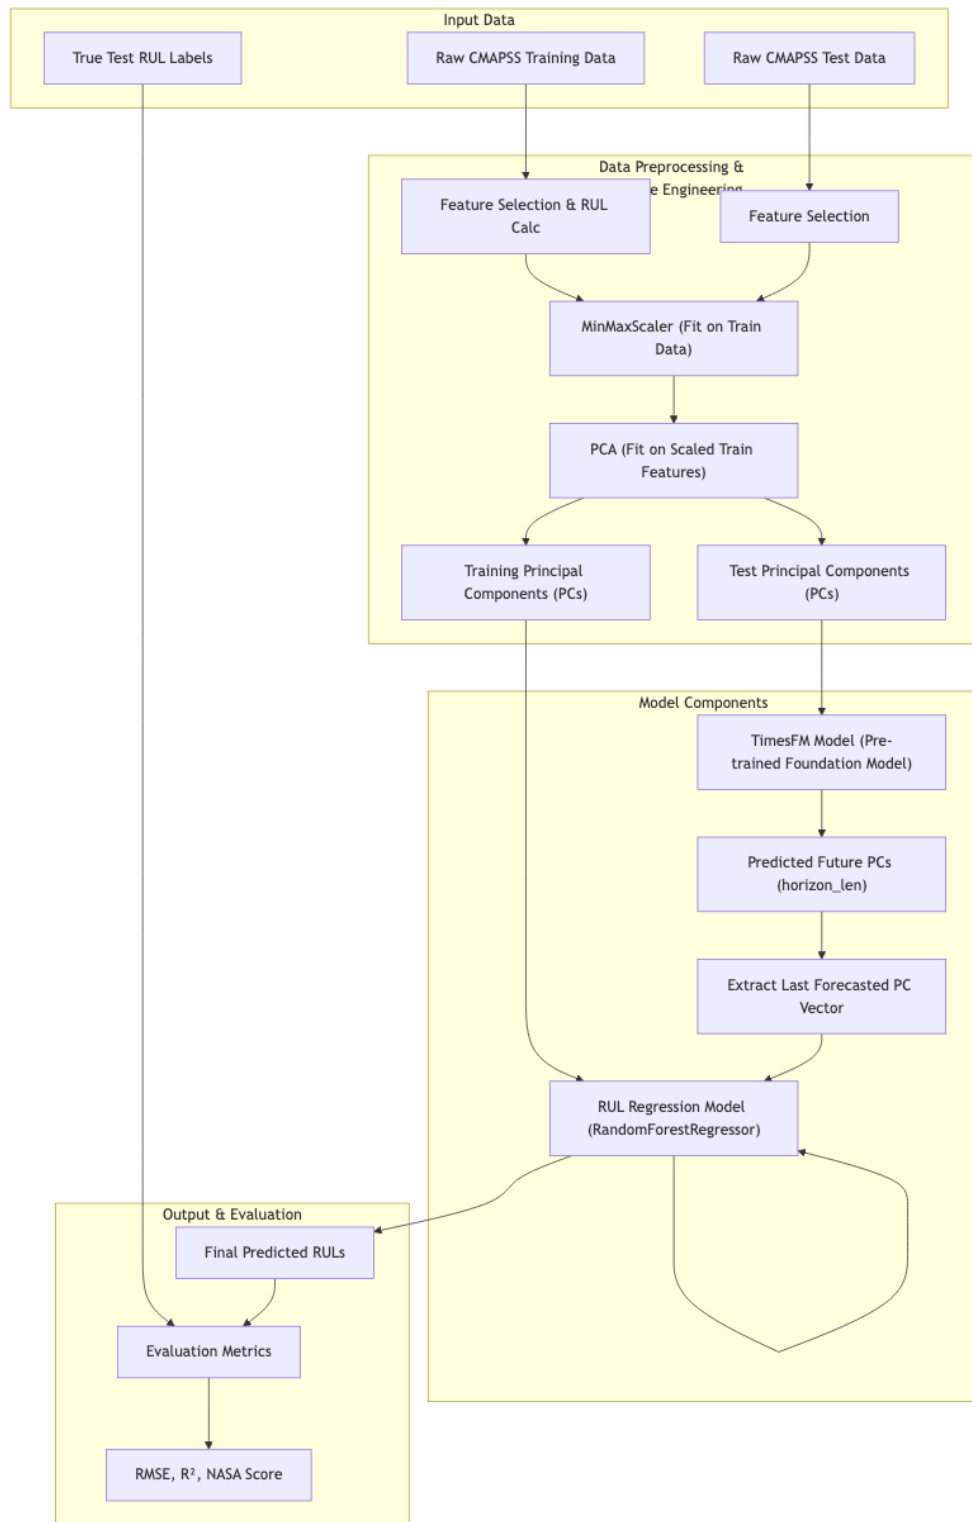 Input Data
True Test RUL Labels
Raw CMAPSS Training Data
Raw CMAPSS Test Data
Data Preprocessing &
e Engineering
Feature Selection & RUL
Calc
Feature Selection
MinMaxScaler (Fit on Train
Data)
PCA (Fit on Scaled Train
Features)
Training Principal
Components (PCs)
Test Principal Components
(PCs)
Model Components
TimesFM Model (Pre-
trained Foundation Model)
Predicted Future PCs
(horizon_len)
Extract Last Forecasted PC
Vector
RUL Regression Model
(RandomForestRegressor)
Output & Evaluation
Final Predicted RULs
Evaluation Metrics
RMSE, R², NASA Score